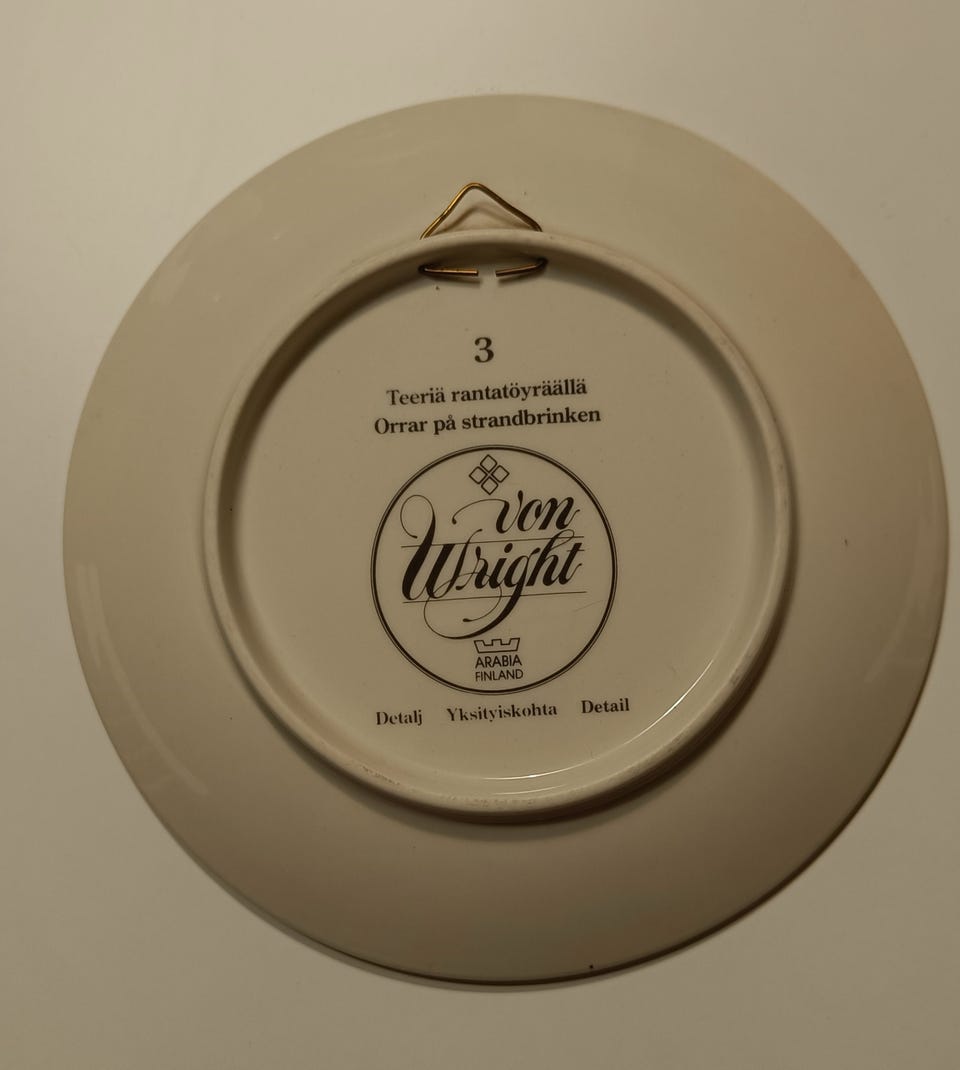 3
Teeriä rantatöyräällä
Orrar på strandbrinken
von
Wright
ARABIA
FINLAND
Detalj Yksityiskohta Detail